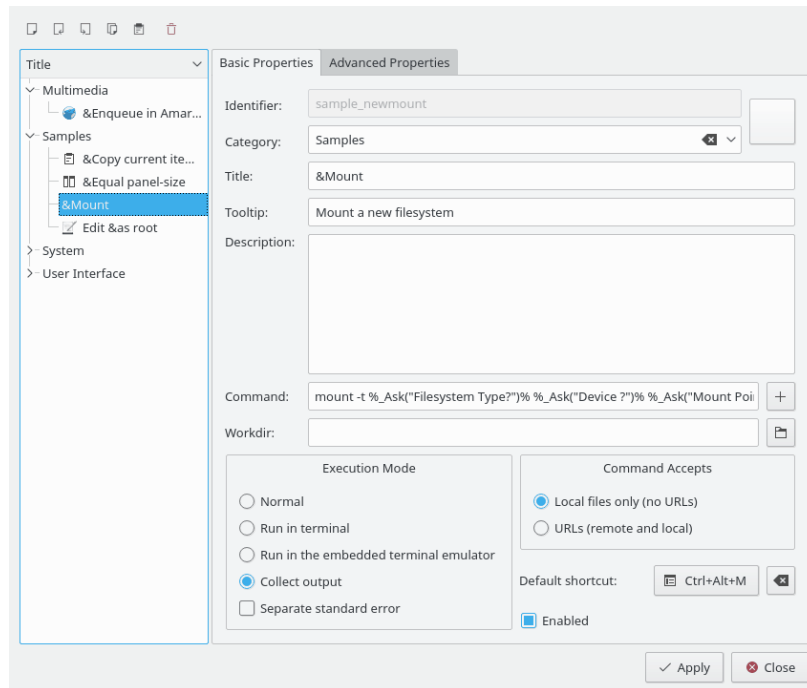 Title
Multimedia
&Enqueue in Amar...
Samples
&Copy current ite...
&Equal panel-size
&Mount
Edit &as root
System
User Interface
Basic Properties
Advanced Properties
Identifier:
sample_newmount
Category:
Samples
Title:
&Mount
Tooltip:
Mount a new filesystem
Description:
Command:
mount -t %_Ask("Filesystem Type?")% %_Ask("Device ?")% %_Ask("Mount Poi
Workdir:
Execution Mode
Normal
Run in terminal
Run in the embedded terminal emulator
Collect output
Separate standard error
Command Accepts
Local files only (no URLs)
URLs (remote and local)
Default shortcut:
Ctrl+Alt+M
Enabled
Apply
Close